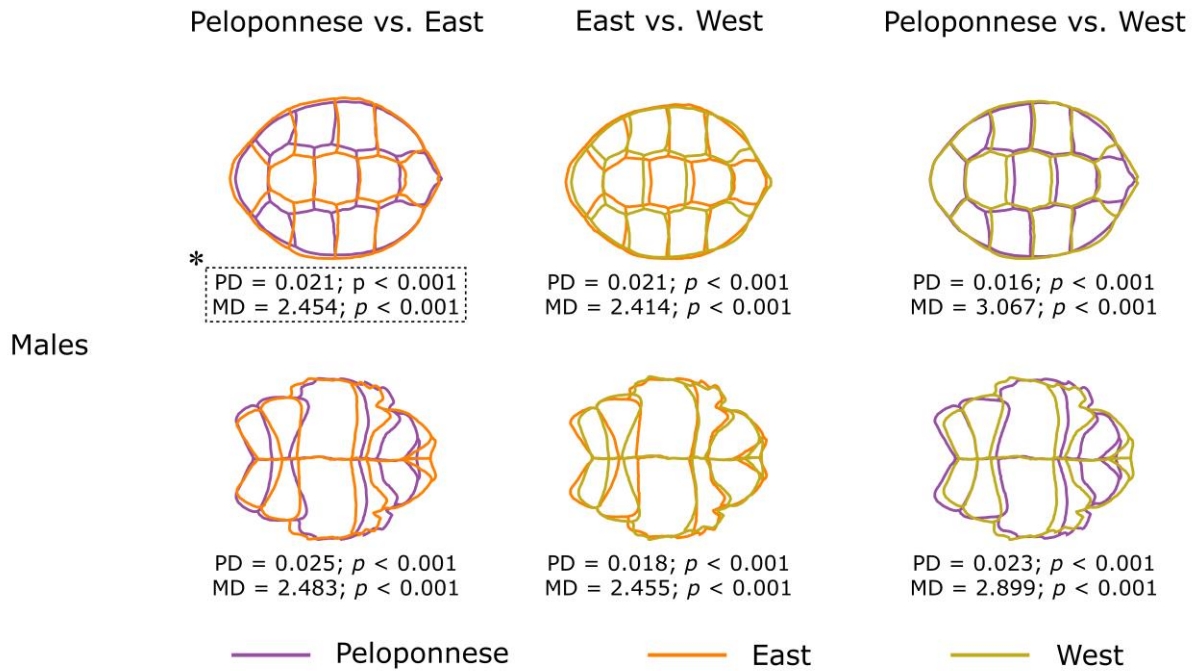 Peloponnese vs. East
East vs. West
Peloponnese vs. West
*
PD = 0.021; p < 0.001
MD = 2.454; p < 0.001
PD = 0.021; p < 0.001
MD = 2.414; p < 0.001
PD = 0.016; p < 0.001
MD = 3.067; p < 0.001
Males
PD = 0.025; p < 0.001
MD = 2.483; p < 0.001
PD = 0.018; p < 0.001
MD = 2.455; p < 0.001
PD = 0.023; p < 0.001
MD = 2.899; p < 0.001
Peloponnese
East
West